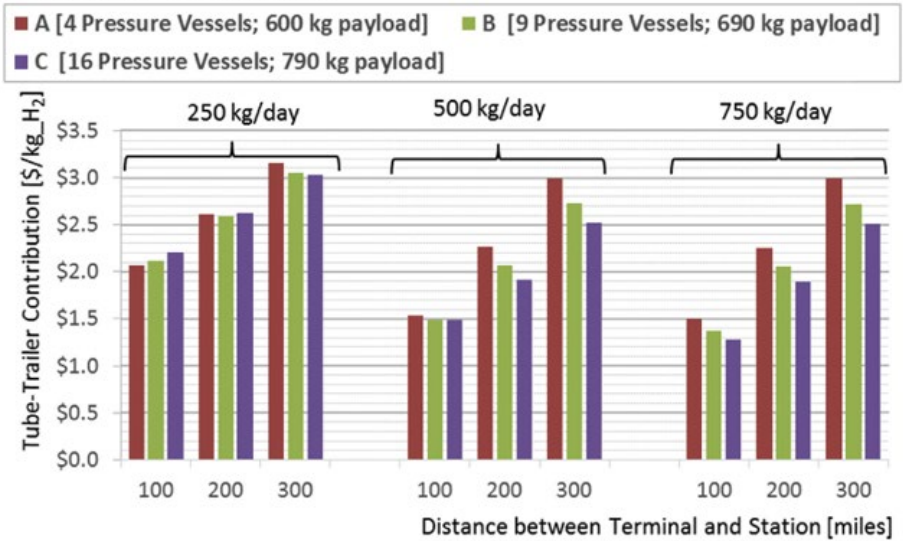 A [4 Pressure Vessels; 600 kg payload] B [9 Pressure Vessels; 690 kg payload]
C [16 Pressure Vessels; 790 kg payload]
250 kg/day 500 kg/day 750 kg/day
Tube-Trailer Contribution [$/kg_H₂]
$3.5
$3.0
$2.5
$2.0
$1.5
$1.0
$0.5
$0.0
100 200 300 100 200 300 100 200 300
Distance between Terminal and Station [miles]